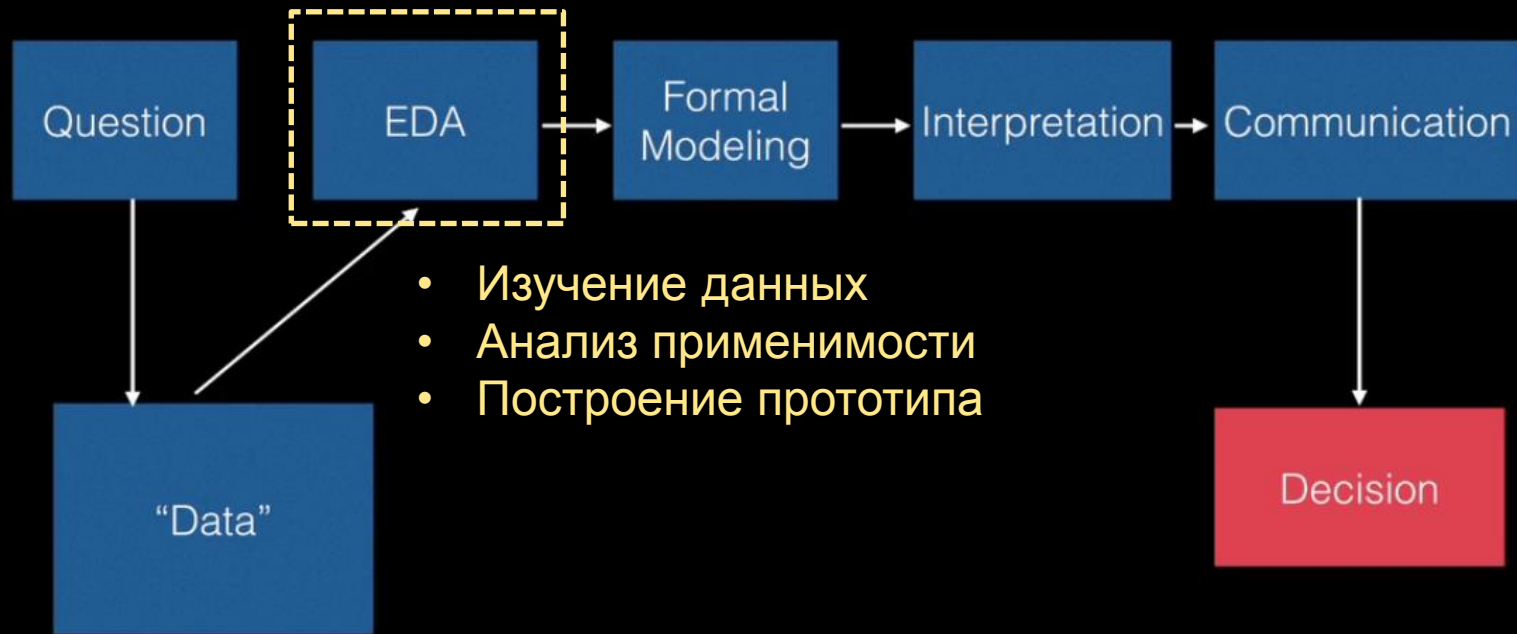 Question
EDA
Formal
Modeling
Interpretation
Communication
• Изучение данных
• Анализ применимости
• Построение прототипа
“Data”
Decision